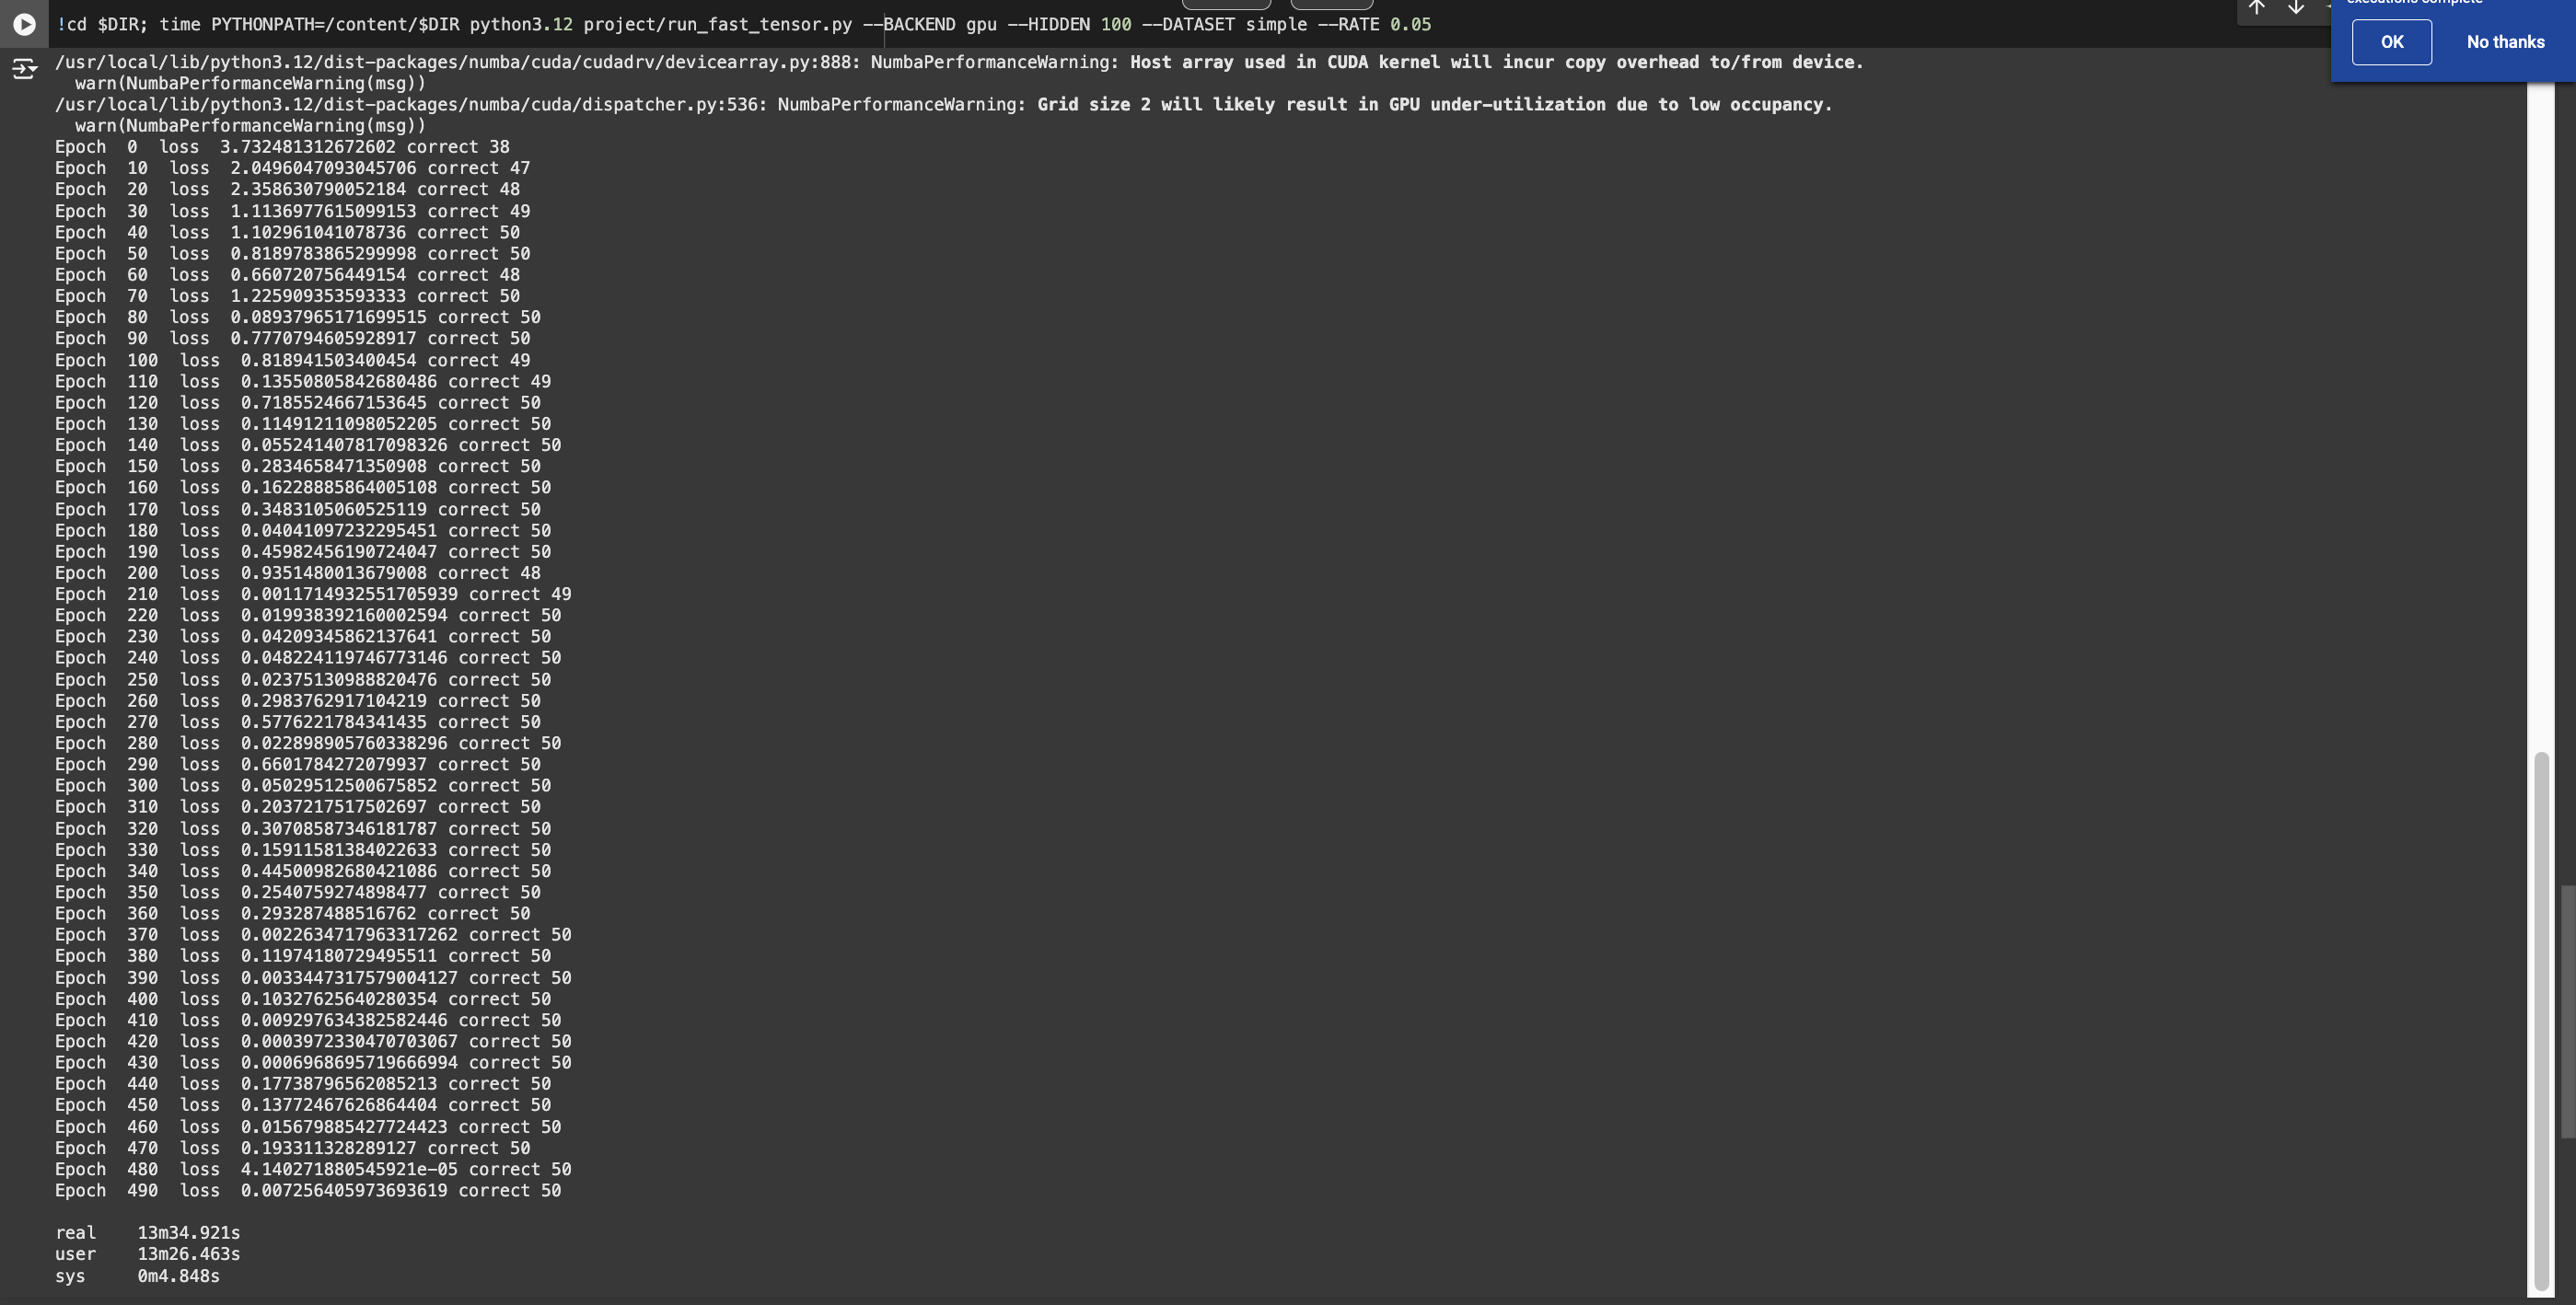 !cd $DIR; time PYTHONPATH=/content/$DIR python3.12 project/run_fast_tensor.py --BACKEND gpu --HIDDEN 100 --DATASET simple --RATE 0.05
OK No thanks
/usr/local/lib/python3.12/dist-packages/numba/cuda/cudadrv/devicearray.py:888: NumbaPerformanceWarning: Host array used in CUDA kernel will incur copy overhead to/from device.
warn(NumbaPerformanceWarning(msg))
/usr/local/lib/python3.12/dist-packages/numba/cuda/dispatcher.py:536: NumbaPerformanceWarning: Grid size 2 will likely result in GPU under-utilization due to low occupancy.
warn(NumbaPerformanceWarning(msg))
Epoch 0 loss 3.732481312672602 correct 38
Epoch 10 loss 2.0496047093045706 correct 47
Epoch 20 loss 2.358630790052184 correct 48
Epoch 30 loss 1.1136977615099153 correct 49
Epoch 40 loss 1.102961041078736 correct 50
Epoch 50 loss 0.8189783865299998 correct 50
Epoch 60 loss 0.660720756449154 correct 48
Epoch 70 loss 1.225909353593333 correct 50
Epoch 80 loss 0.08937965171699515 correct 50
Epoch 90 loss 0.7770794605928917 correct 50
Epoch 100 loss 0.818941503400454 correct 49
Epoch 110 loss 0.13550805842680486 correct 49
Epoch 120 loss 0.7185524667153645 correct 50
Epoch 130 loss 0.11491211098052205 correct 50
Epoch 140 loss 0.055241407817098326 correct 50
Epoch 150 loss 0.2834658471350908 correct 50
Epoch 160 loss 0.16228885864005108 correct 50
Epoch 170 loss 0.3483105060525119 correct 50
Epoch 180 loss 0.04041097232295451 correct 50
Epoch 190 loss 0.45982456190724047 correct 50
Epoch 200 loss 0.9351480013679008 correct 48
Epoch 210 loss 0.0011714932551705939 correct 49
Epoch 220 loss 0.019938392160002594 correct 50
Epoch 230 loss 0.04209345862137641 correct 50
Epoch 240 loss 0.048224119746773146 correct 50
Epoch 250 loss 0.02375130988820476 correct 50
Epoch 260 loss 0.2983762917104219 correct 50
Epoch 270 loss 0.5776221784341435 correct 50
Epoch 280 loss 0.022898905760338296 correct 50
Epoch 290 loss 0.6601784272079937 correct 50
Epoch 300 loss 0.05029512500675852 correct 50
Epoch 310 loss 0.2037217517502697 correct 50
Epoch 320 loss 0.30708587346181787 correct 50
Epoch 330 loss 0.15911581384022633 correct 50
Epoch 340 loss 0.44500982680421086 correct 50
Epoch 350 loss 0.2540759274898477 correct 50
Epoch 360 loss 0.293287488516762 correct 50
Epoch 370 loss 0.0022634717963317262 correct 50
Epoch 380 loss 0.11974180729495511 correct 50
Epoch 390 loss 0.0033447317579004127 correct 50
Epoch 400 loss 0.10327625640280354 correct 50
Epoch 410 loss 0.009297634382582446 correct 50
Epoch 420 loss 0.0003972330470703067 correct 50
Epoch 430 loss 0.0006968695719666994 correct 50
Epoch 440 loss 0.17738796562085213 correct 50
Epoch 450 loss 0.137724676268644​04 correct 50
Epoch 460 loss 0.015679885427724423 correct 50
Epoch 470 loss 0.193311328289127 correct 50
Epoch 480 loss 4.140271880545921e-05 correct 50
Epoch 490 loss 0.007256405973693619 correct 50
real 13m34.921s
user 13m26.463s
sys 0m4.848s